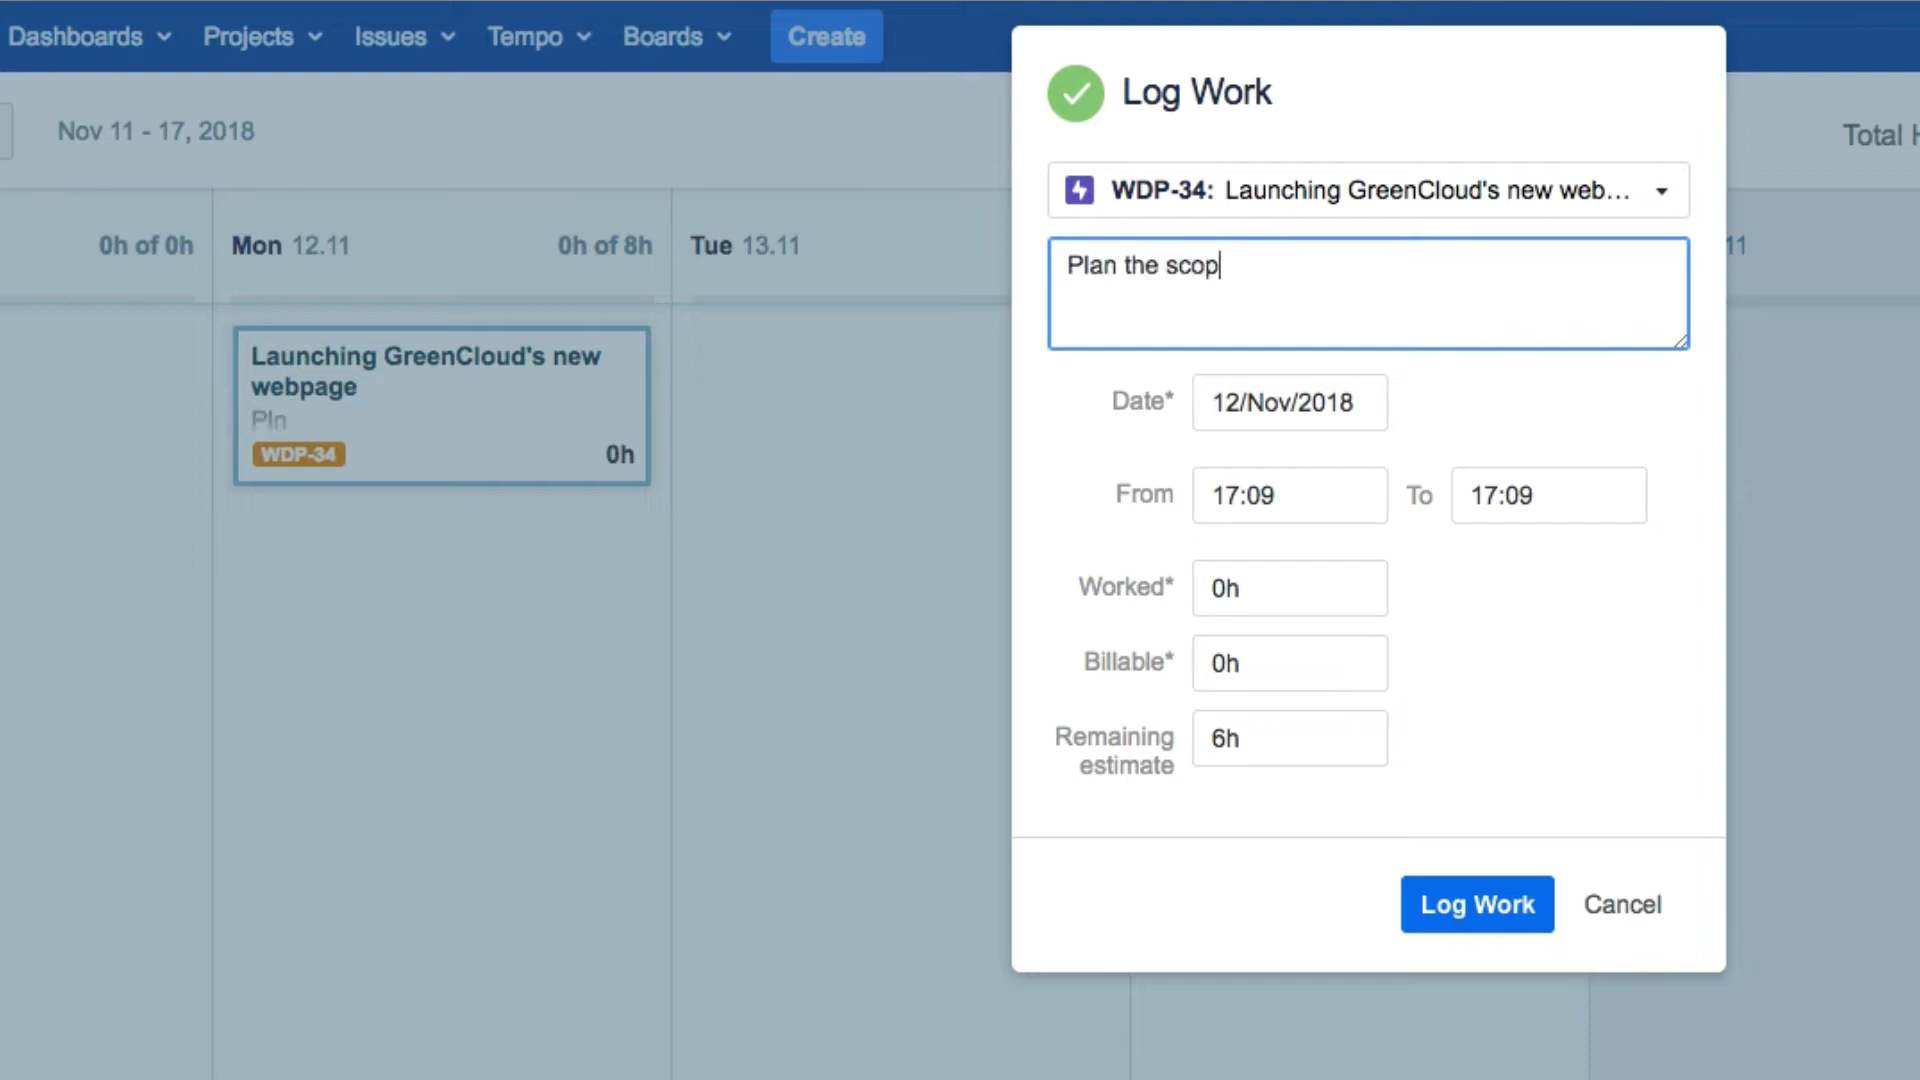 Dashboards Projects Issues Tempo Boards Create
Nov 11 - 17, 2018
Total
0h of 0h Mon 12.11 0h of 8h Tue 13.11
11
Launching GreenCloud's new
webpage
Pln
WDP-34 0h
Log Work
WDP-34: Launching GreenCloud's new web...
Plan the scop
Date* 12/Nov/2018
From 17:09 To 17:09
Worked* 0h
Billable* 0h
Remaining
estimate
6h
Log Work Cancel